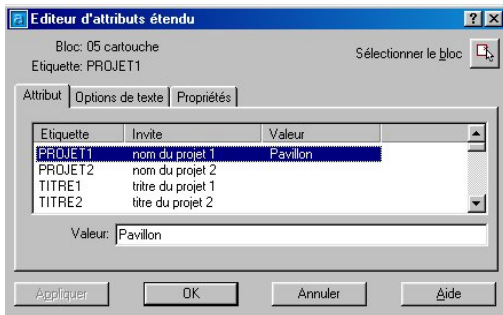 Editeur d'attributs étendu
Bloc: 05 cartouche
Sélectionner le bloc
Etiquette: PROJET1
Attribut Options de texte Propriétés
Etiquette Invite Valeur
PROJET1 nom du projet 1 Pavillon
PROJET2 nom du projet 2
TITRE1 tritre du projet 1
TITRE2 titre du projet 2
Valeur: Pavillon
Appliquer OK Annuler Aide